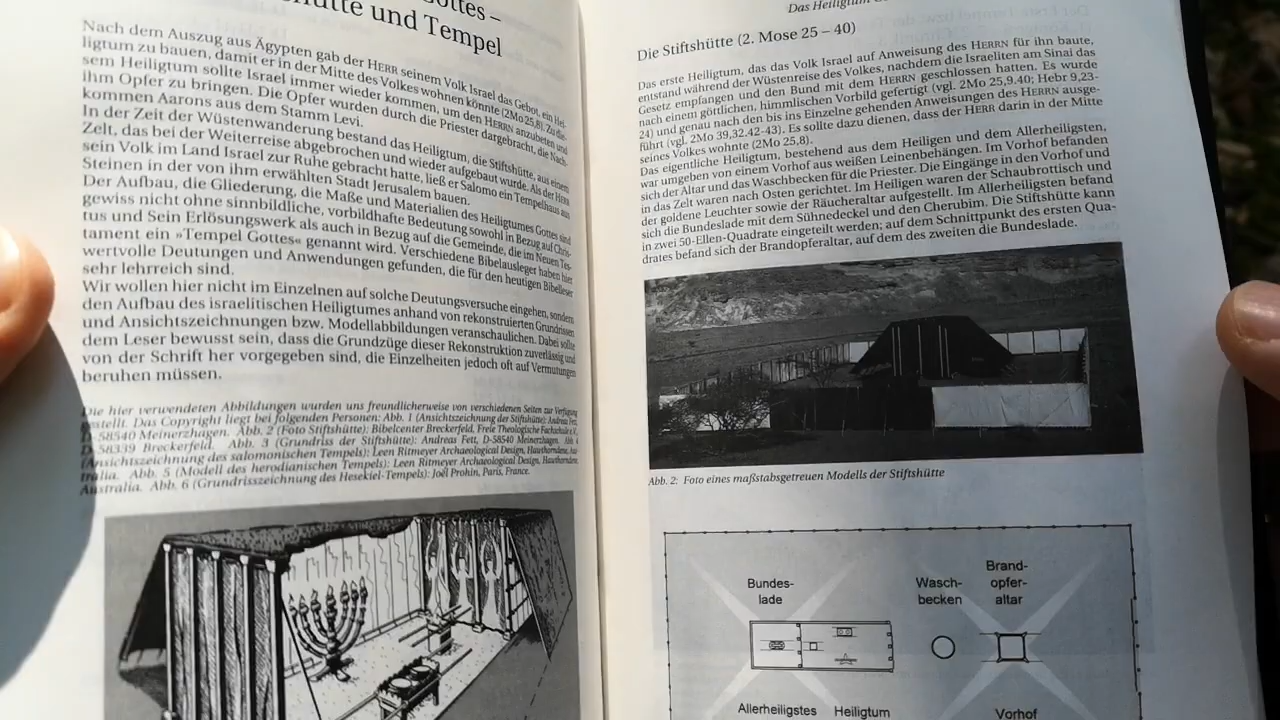 Gottes –
hütte und Tempel
Nach dem Auszug aus Ägypten gab der HERR seinem Volk Israel das Gebot, ein Hei-
ligtum zu bauen, damit er in der Mitte des Volkes wohnen könnte (2Mo 25,8). Zu die-
sem Heiligtum sollte Israel immer wieder kommen, um den HERRN anzubeten und
ihm Opfer zu bringen. Die Opfer wurden durch die Priester dargebracht, die Nach-
kommen Aarons aus dem Stamm Levi.
In der Zeit der Wüstenwanderung bestand das Heiligtum, die Stiftshütte, aus einem
Zelt, das bei der Weiterreise abgebrochen und wieder aufgebaut wurde. Als der HERR
sein Volk im Land Israel zur Ruhe gebracht hatte, ließ er Salomo ein Tempelhaus aus
Steinen in der von ihm erwählten Stadt Jerusalem bauen.
Der Aufbau, die Gliederung, die Maße und Materialien des Heiligtumes Gottes sind
gewiss nicht ohne sinnbildliche, vorbildhafte Bedeutung sowohl in Bezug auf Chris-
tus und Sein Erlösungswerk als auch in Bezug auf die Gemeinde, die im Neuen Tes-
tament ein »Tempel Gottes« genannt wird. Verschiedene Bibelausleger haben hier
wertvolle Deutungen und Anwendungen gefunden, die für den heutigen Bibelleser
sehr lehrreich sind.
Wir wollen hier nicht im Einzelnen auf solche Deutungsversuche eingehen, sondern
den Aufbau des israelitischen Heiligtumes anhand von rekonstruierten Grundrissen
und Ansichtszeichnungen bzw. Modellabbildungen veranschaulichen. Dabei sollte
dem Leser bewusst sein, dass die Grundzüge dieser Rekonstruktion zuverlässig und
von der Schrift her vorgegeben sind, die Einzelheiten jedoch oft auf Vermutungen
beruhen müssen.
Die hier verwendeten Abbildungen wurden uns freundlicherweise von verschiedenen Seiten zur Verfügung
gestellt. Das Copyright liegt bei folgenden Personen: Abb. 1 (Ansichtszeichnung der Stiftshütte): Andreas Fett,
D-58540 Meinerzhagen. Abb. 2 (Foto Stiftshütte): Bibelcenter Breckerfeld, Freie Theologische Fachschule e.V.,
D-58339 Breckerfeld. Abb. 3 (Grundriss der Stiftshütte): Andreas Fett, D-58540 Meinerzhagen. Abb. 4
(Ansichtszeichnung des salomonischen Tempels): Leen Ritmeyer Archaeological Design, Hawthorndene, Aus-
tralia. Abb. 5 (Modell des herodianischen Tempels): Leen Ritmeyer Archaeological Design, Hawthorndene,
Australia. Abb. 6 (Grundrisszeichnung des Hesekiel-Tempels): Joël Prohin, Paris, France.
Das Heiligtum
Die Stiftshütte (2. Mose 25 – 40)
Das erste Heiligtum, das das Volk Israel auf Anweisung des HERRN für ihn baute,
entstand während der Wüstenreise des Volkes, nachdem die Israeliten am Sinai das
Gesetz empfangen und den Bund mit dem HERRN geschlossen hatten. Es wurde
nach einem göttlichen, himmlischen Vorbild gefertigt (vgl. 2Mo 25,9.40; Hebr 9,23-
24) und genau nach den bis ins Einzelne gehenden Anweisungen des HERRN ausge-
führt (vgl. 2Mo 39,32.42-43). Es sollte dazu dienen, dass der HERR darin in der Mitte
seines Volkes wohnte (2Mo 25,8).
Das eigentliche Heiligtum, bestehend aus dem Heiligen und dem Allerheiligsten,
war umgeben von einem Vorhof aus weißen Leinenbehängen. Im Vorhof befanden
sich der Altar und das Waschbecken für die Priester. Die Eingänge in den Vorhof und
in das Zelt waren nach Osten gerichtet. Im Heiligen waren der Schaubrottisch und
der goldene Leuchter sowie der Räucheraltar aufgestellt. Im Allerheiligsten befand
sich die Bundeslade mit dem Sühnedeckel und den Cherubim. Die Stiftshütte kann
in zwei 50-Ellen-Quadrate eingeteilt werden; auf dem Schnittpunkt des ersten Qua-
drates befand sich der Brandopferaltar, auf dem des zweiten die Bundeslade.
Abb. 2: Foto eines maßstabsgetreuen Modells der Stiftshütte
Bundes-
lade
Wasch-
becken
Brand-
opfer-
altar
Allerheiligstes
Heiligtum
Vorhof